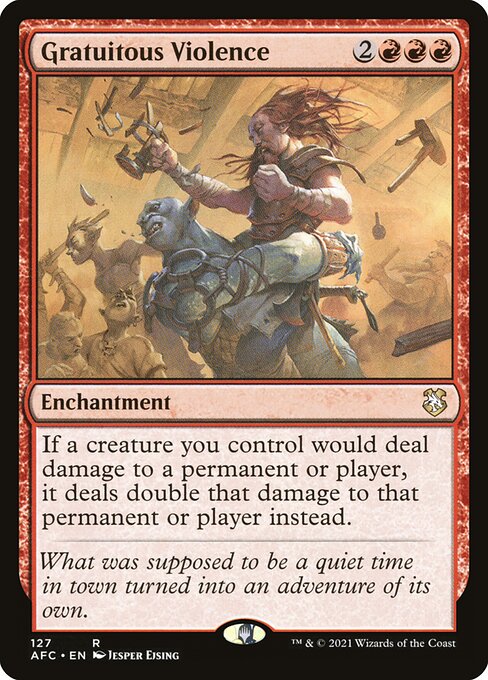 Gratuitous Violence 2
Enchantment
If a creature you control would deal
damage to a permanent or player,
it deals double that damage to that
permanent or player instead.
What was supposed to be a quiet time
in town turned into an adventure of its
own.
127 R
AFC • EN Jesper Ejsing
™ & © 2021 Wizards of the Coast